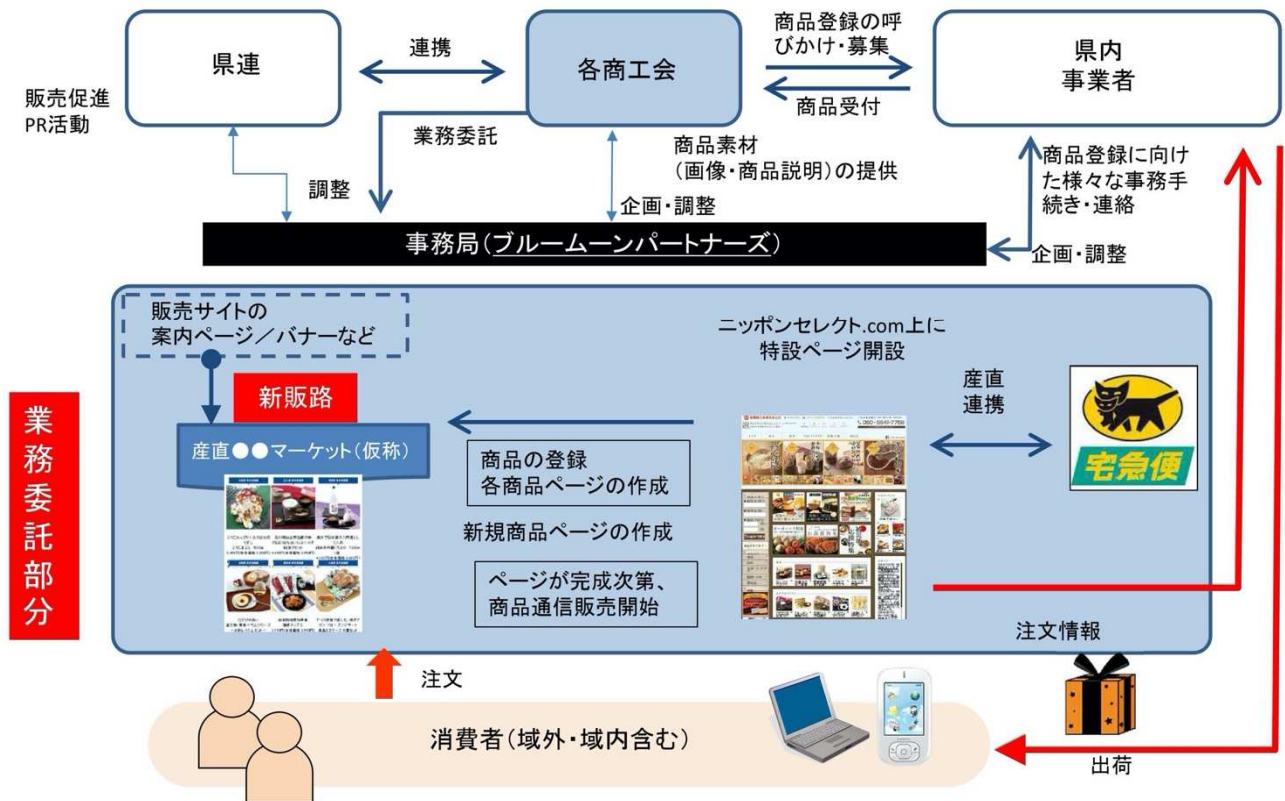 県連
連携
各商工会
商品登録の呼
びかけ・募集
商品受付
県内
事業者
販売促進
PR活動
業務委託
商品素材
(画像・商品説明)の提供
商品登録に向け
た様々な事務手
続き・連絡
調整
企画・調整
企画・調整
事務局(ブルームーンパートナーズ)
販売サイトの
案内ページ/バナーなど
ニッポンセレクト.com上に
特設ページ開設
業務委託部分
新販路
産直●●マーケット(仮称)
産直
連携
宅急便
商品の登録
各商品ページの作成
新規商品ページの作成
ページが完成次第、
商品通信販売開始
注文情報
注文
消費者(域外・域内含む)
出荷